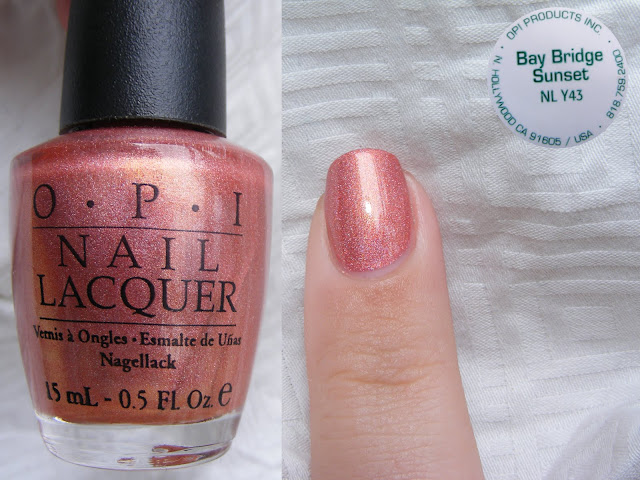 O · P · I
NAIL
LACQUER
Vernis à Ongles • Esmalte de Uñas
Nagellack
15 mL - 0.5 Fl. Oz. e
OPI PRODUCTS INC. •
Bay Bridge
Sunset
NL Y43
N HOLLYWOOD CA 91605 / USA • 818.759.2400